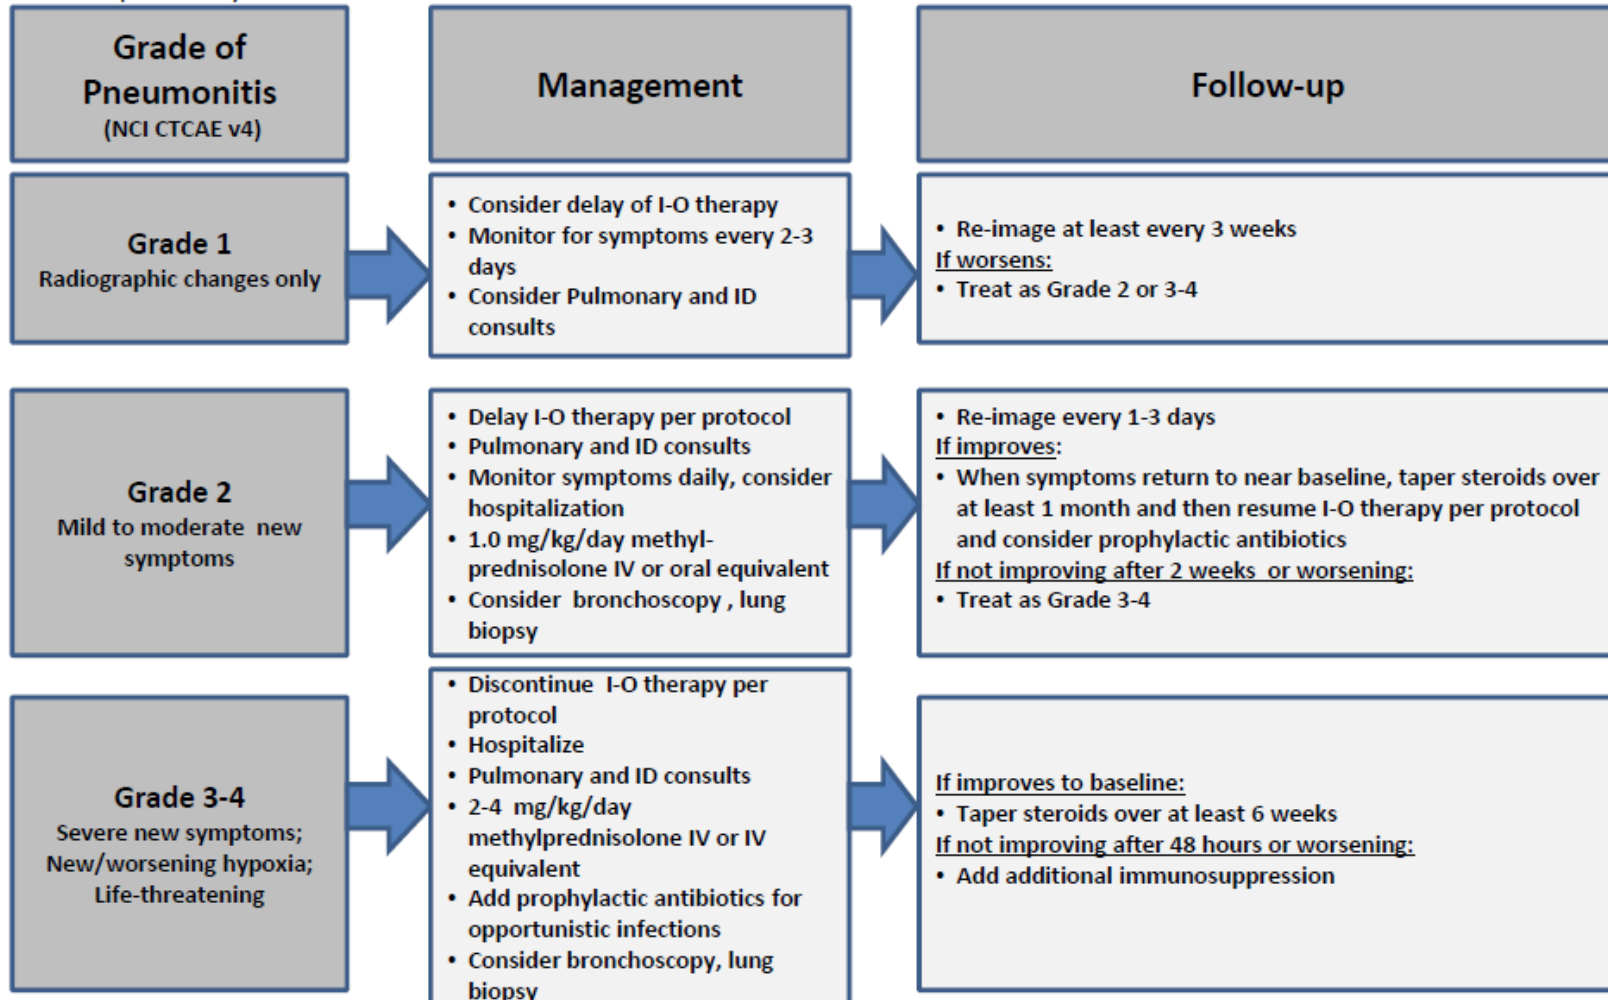 Grade of
Pneumonitis
(NCI CTCAE v4)
Management
Follow-up
Grade 1
Radiographic changes only
• Consider delay of I-O therapy
• Monitor for symptoms every 2-3
days
• Consider Pulmonary and ID
consults
• Re-image at least every 3 weeks
If worsens:
• Treat as Grade 2 or 3-4
Grade 2
Mild to moderate new
symptoms
• Delay I-O therapy per protocol
• Pulmonary and ID consults
• Monitor symptoms daily, consider
hospitalization
• 1.0 mg/kg/day methyl-
prednisolone IV or oral equivalent
• Consider bronchoscopy , lung
biopsy
• Re-image every 1-3 days
If improves:
• When symptoms return to near baseline, taper steroids over
at least 1 month and then resume I-O therapy per protocol
and consider prophylactic antibiotics
If not improving after 2 weeks or worsening:
• Treat as Grade 3-4
Grade 3-4
Severe new symptoms;
New/worsening hypoxia;
Life-threatening
• Discontinue I-O therapy per
protocol
• Hospitalize
• Pulmonary and ID consults
• 2-4 mg/kg/day
methylprednisolone IV or IV
equivalent
• Add prophylactic antibiotics for
opportunistic infections
• Consider bronchoscopy, lung
biopsy
If improves to baseline:
• Taper steroids over at least 6 weeks
If not improving after 48 hours or worsening:
• Add additional immunosuppression